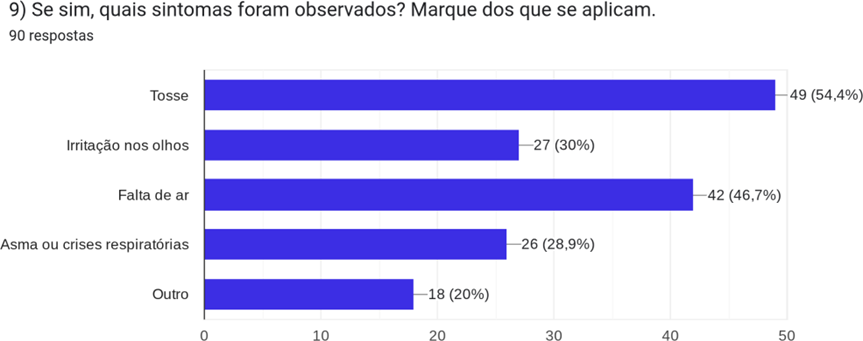 9) Se sim, quais sintomas foram observados? Marque dos que se aplicam.
90 respostas
Tosse 49 (54,4%)
Irritação nos olhos 27 (30%)
Falta de ar 42 (46,7%)
Asma ou crises respiratórias 26 (28,9%)
Outro 18 (20%)
0 10 20 30 40 50